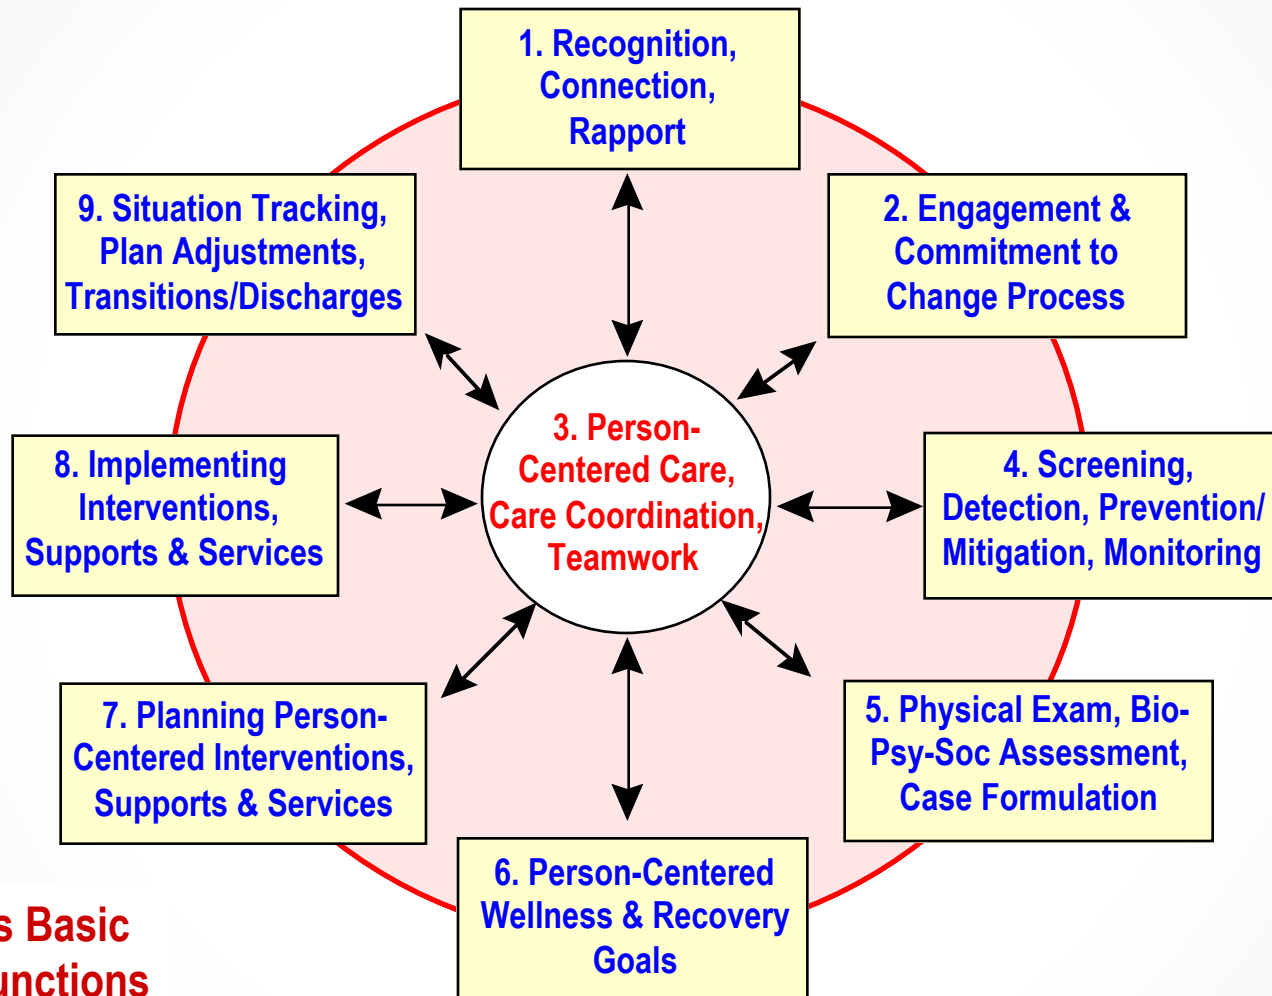 1. Recognition,
Connection,
Rapport
2. Engagement &
Commitment to
Change Process
3. Person-
Centered Care,
Care Coordination,
Teamwork
4. Screening,
Detection, Prevention/
Mitigation, Monitoring
5. Physical Exam, Bio-
Psy-Soc Assessment,
Case Formulation
6. Person-Centered
Wellness & Recovery
Goals
7. Planning Person-
Centered Interventions,
Supports & Services
8. Implementing
Interventions,
Supports & Services
9. Situation Tracking,
Plan Adjustments,
Transitions/Discharges
s Basic
unctions